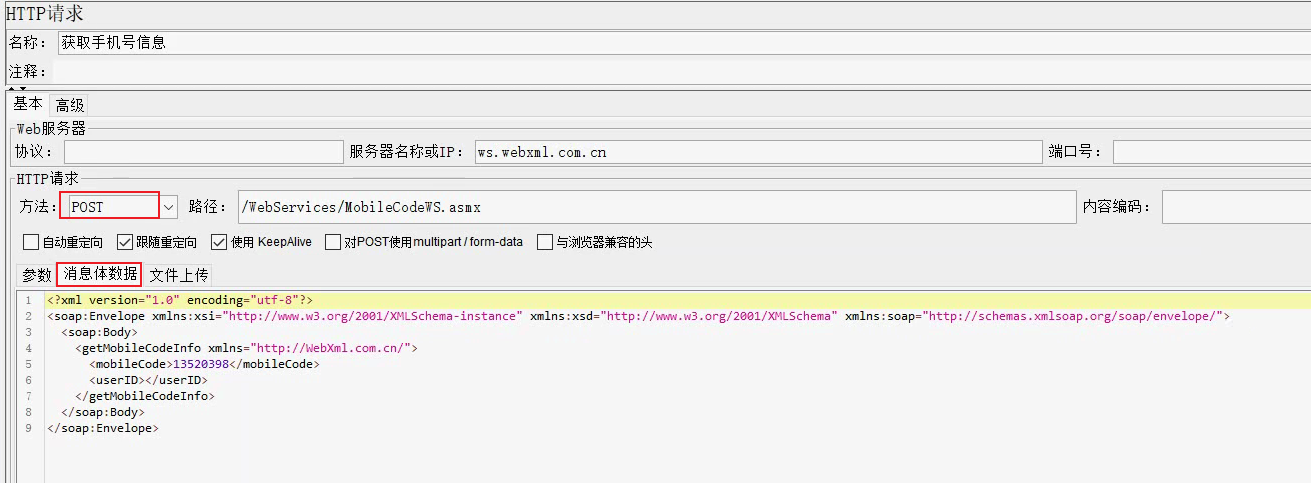 HTTP请求
名称： 获取手机号信息
注释：
基本 高级
Web服务器
协议： 服务器名称或IP： ws.webxml.com.cn 端口号：
HTTP请求
方法： POST 路径： /WebServices/MobileCodeWS.asmx 内容编码：
自动重定向 跟随重定向 使用 KeepAlive 对POST使用multipart / form-data 与浏览器兼容的头
参数 消息体数据 文件上传
1 <?xml version="1.0" encoding="utf-8"?>
2 <soap:Envelope xmlns:xsi="http://www.w3.org/2001/XMLSchema-instance" xmlns:xsd="http://www.w3.org/2001/XMLSchema" xmlns:soap="http://schemas.xmlsoap.org/soap/envelope/">
3 <soap:Body>
4 <getMobileCodeInfo xmlns="http://WebXml.com.cn/">
5 <mobileCode>13520398</mobileCode>
6 <userID></userID>
7 </getMobileCodeInfo>
8 </soap:Body>
9 </soap:Envelope>